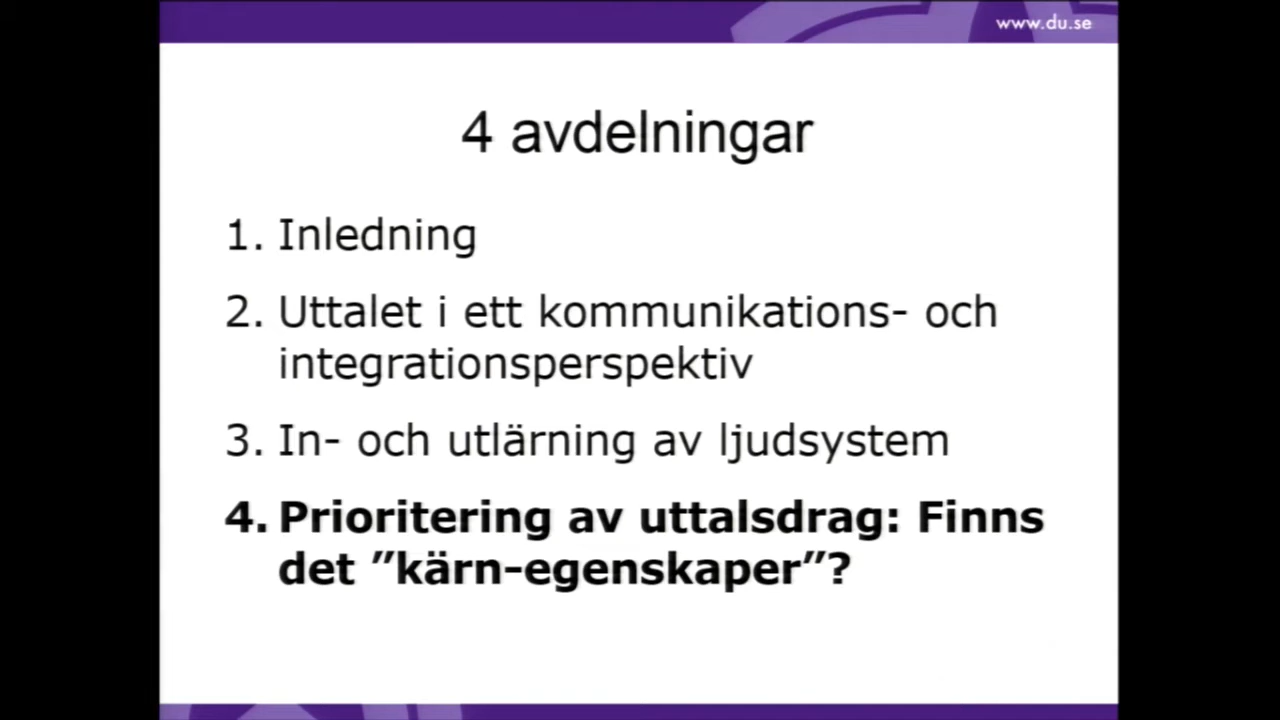 www.du.se
4 avdelningar
1. Inledning
2. Uttalet i ett kommunikations- och
integrationsperspektiv
3. In- och utlärning av ljudsystem
4. Prioritering av uttalsdrag: Finns
det ”kärn-egenskaper”?